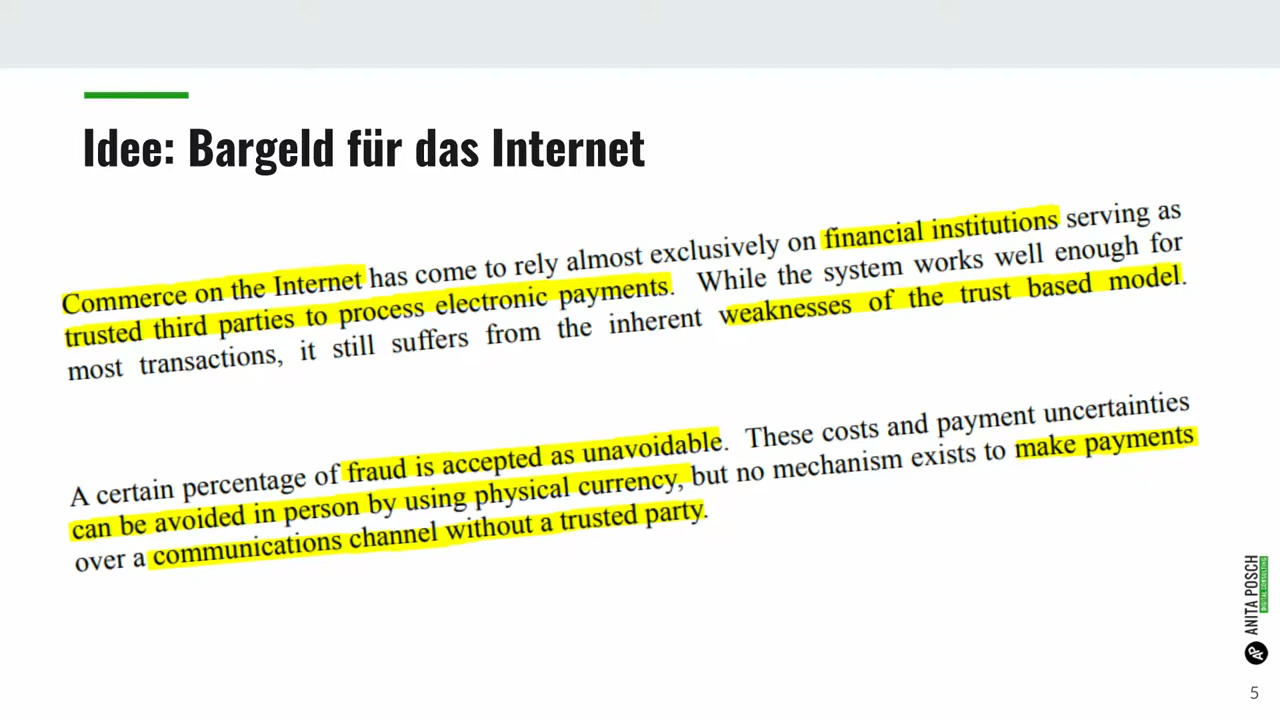 Idee: Bargeld für das Internet
Commerce on the Internet has come to rely almost exclusively on financial institutions serving as
trusted third parties to process electronic payments. While the system works well enough for
most transactions, it still suffers from the inherent weaknesses of the trust based model.
A certain percentage of fraud is accepted as unavoidable. These costs and payment uncertainties
can be avoided in person by using physical currency, but no mechanism exists to make payments
over a communications channel without a trusted party.
ANITA POSCH
DIGITAL CONSULTING
AP
5